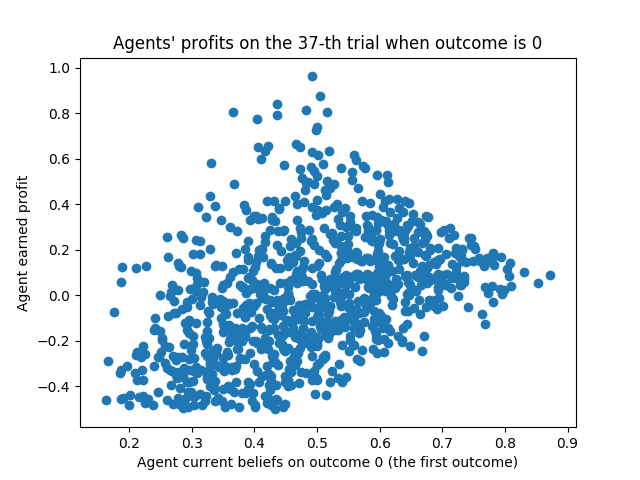 Agents' profits on the 37-th trial when outcome is 0
1.0
0.8
0.6
0.4
0.2
0.0
−0.2
−0.4
Agent earned profit
0.2 0.3 0.4 0.5 0.6 0.7 0.8 0.9
Agent current beliefs on outcome 0 (the first outcome)